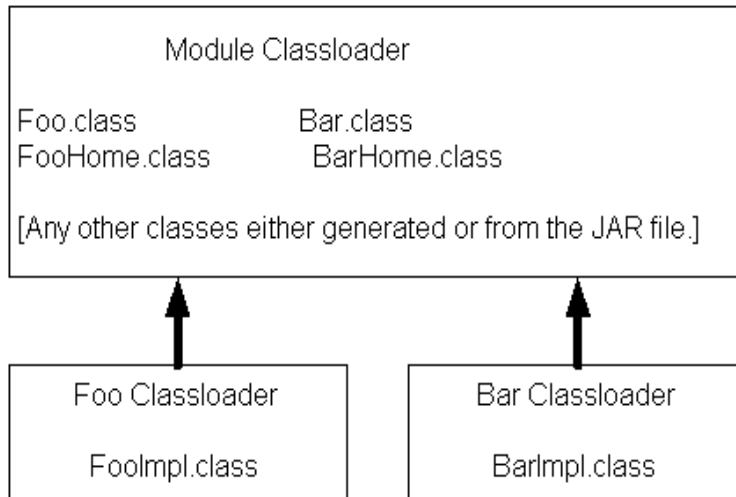 Module Classloader
Foo.class Bar.class
FooHome.class BarHome.class
[Any other classes either generated or from the JAR file.]
Foo Classloader
FooImpl.class
Bar Classloader
BarImpl.class